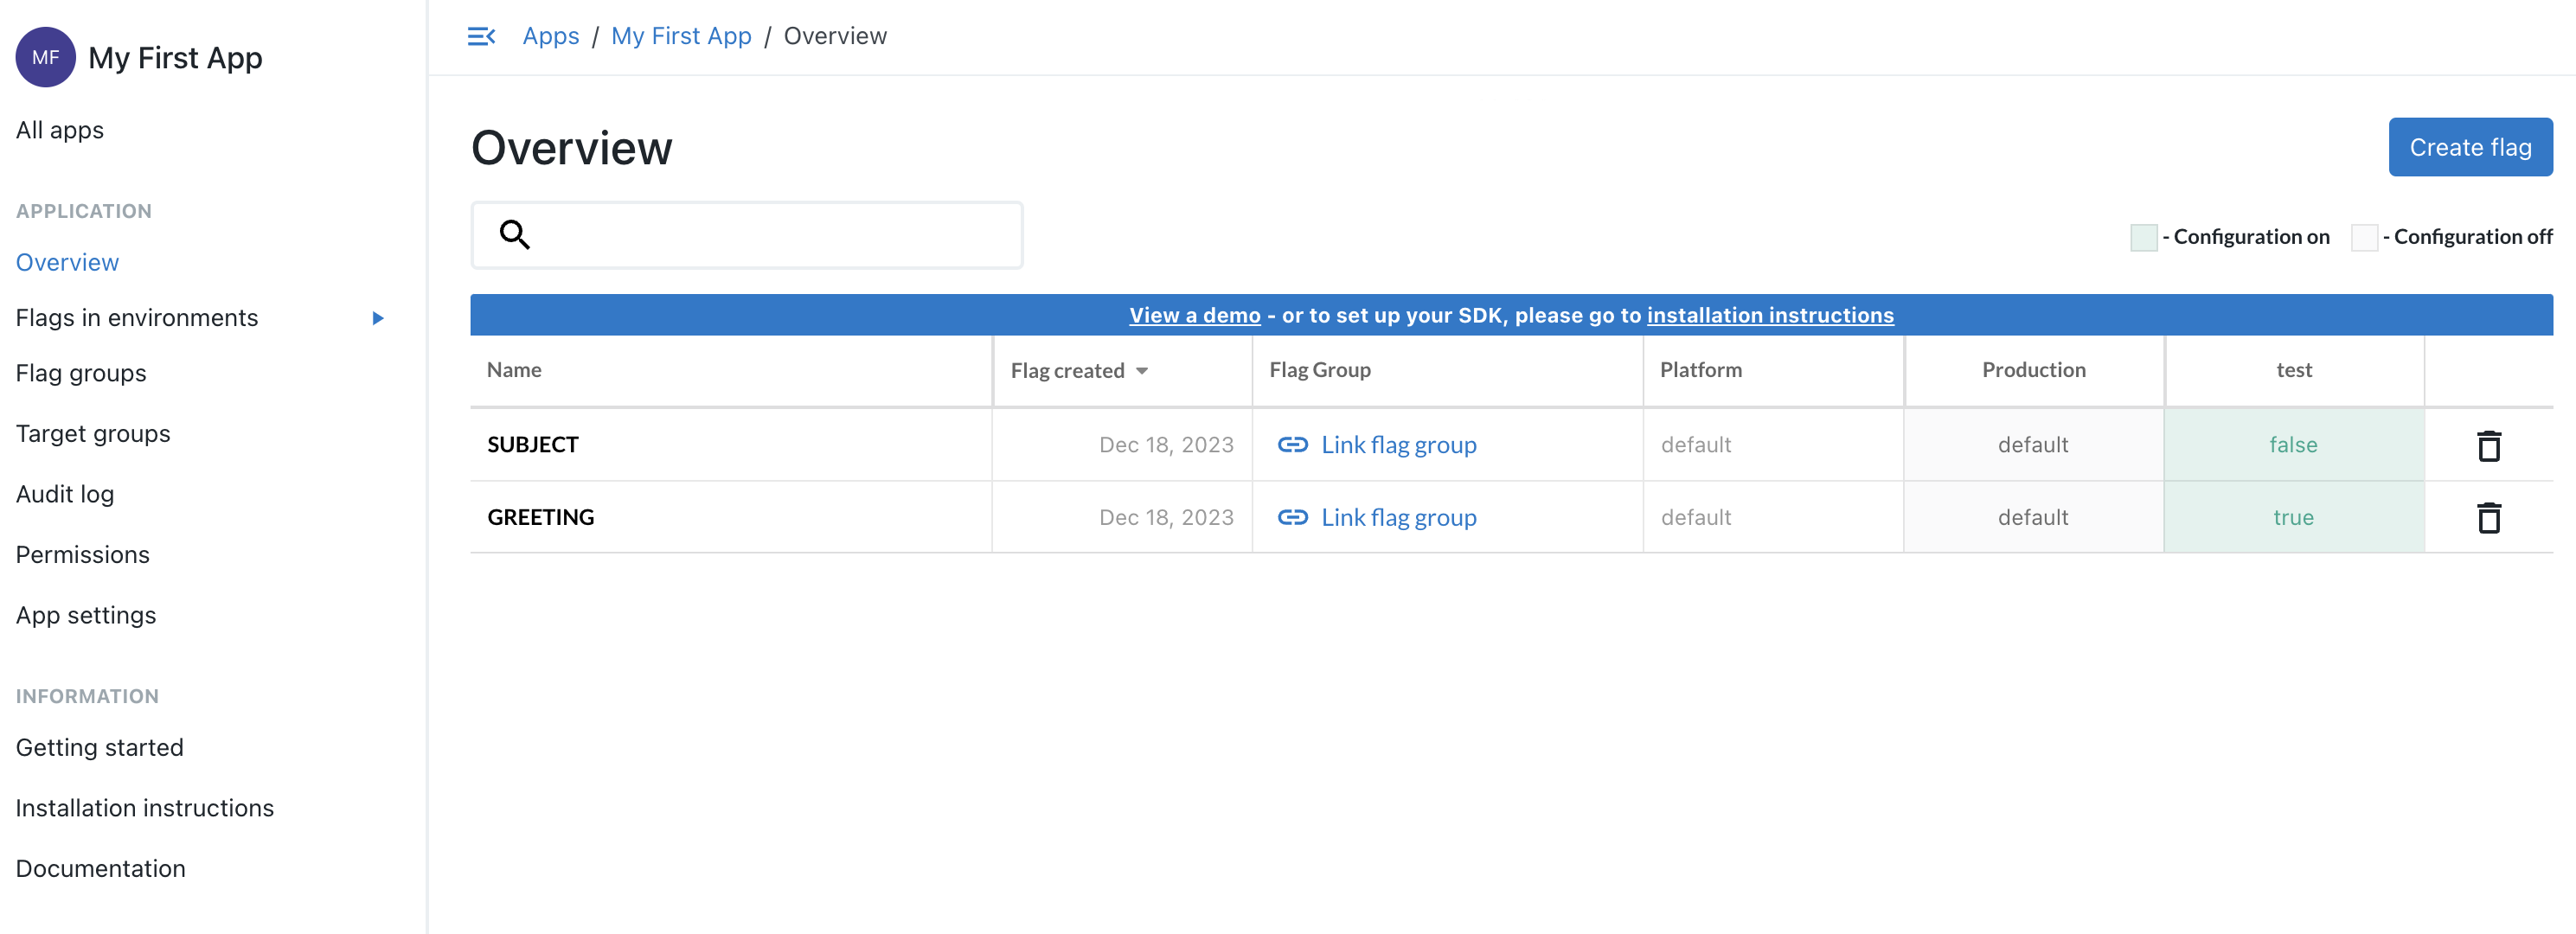 MF My First App
All apps
APPLICATION
Overview
Flags in environments
Flag groups
Target groups
Audit log
Permissions
App settings
INFORMATION
Getting started
Installation instructions
Documentation
Apps / My First App / Overview
Overview
Create flag
- Configuration on - Configuration off
View a demo - or to set up your SDK, please go to installation instructions
Name Flag created Flag Group Platform Production test
SUBJECT Dec 18, 2023 Link flag group default default false
GREETING Dec 18, 2023 Link flag group default default true